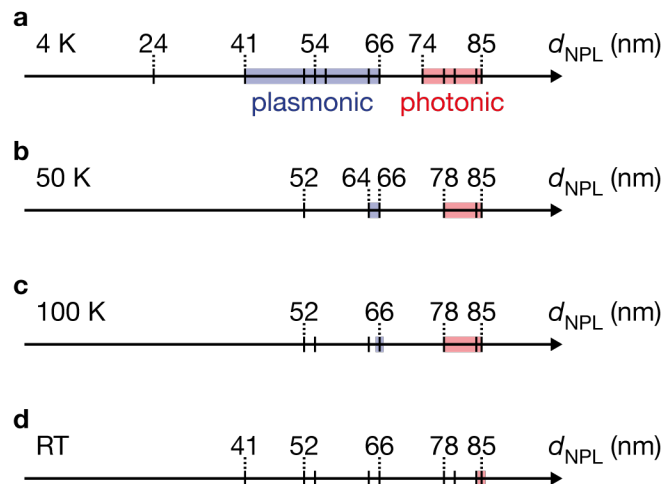 a
4 K 24 41 54 66 74 85 dNPL (nm)
plasmonic photonic
b
50 K 52 64 66 78 85 dNPL (nm)
c
100 K 52 66 78 85 dNPL (nm)
d
RT 41 52 66 78 85 dNPL (nm)